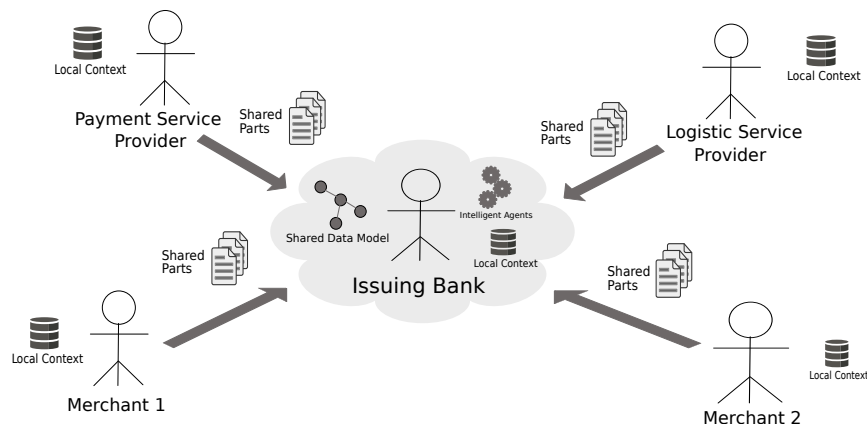 Local Context
Payment Service
Provider
Shared
Parts
Local Context
Logistic Service
Provider
Shared
Parts
Shared Data Model
Intelligent Agents
Local Context
Issuing Bank
Shared
Parts
Local Context
Merchant 1
Shared
Parts
Local Context
Merchant 2